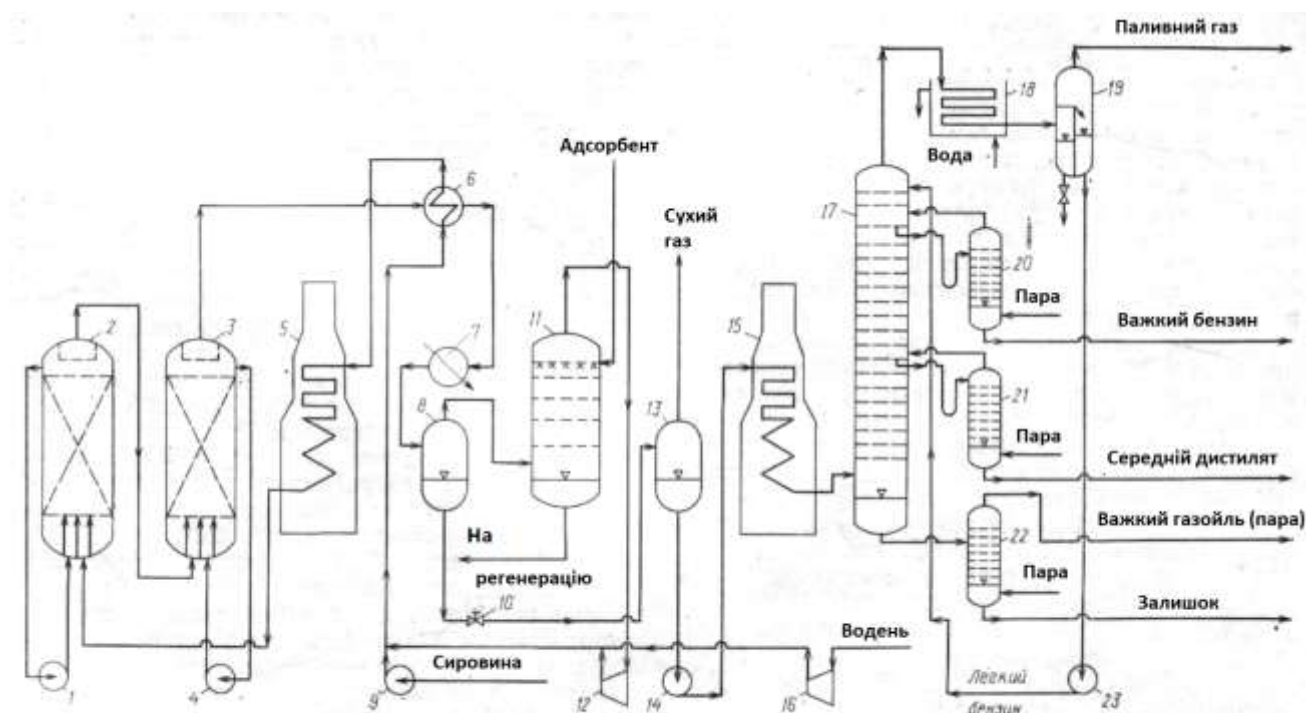 Паливний газ
18
19
Вода
Адсорбент
6
17
Сухий
газ
20
Пара
Важкий бензин
2
3
5
7
11
15
8
13
21
Пара
Середній дистилят
Важкий газойль (пара)
22
На
регенерацію
Пара
10
Залишок
Водень
Сировина
Легкий
бензин
1
4
9
12
14
16
23